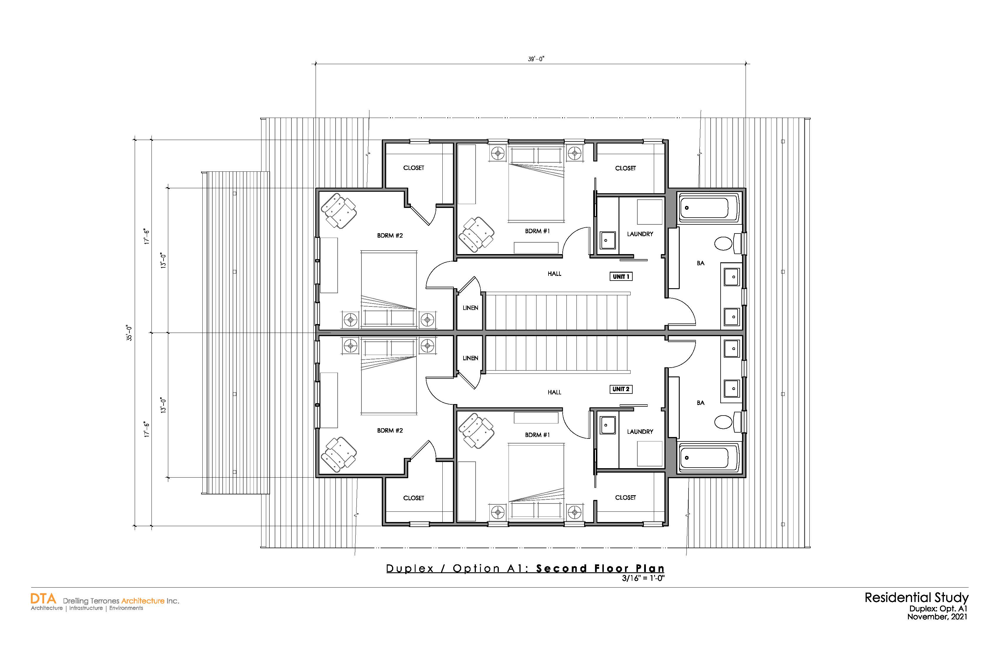 39'-0"
CLOSET
CLOSET
17'-6"
BDRM #2
BDRM #1
LAUNDRY
13'-0"
BA
HALL
UNIT 1
LINEN
35'-0"
LINEN
UNIT 2
HALL
13'-0"
BA
17'-6"
BDRM #2
BDRM #1
LAUNDRY
CLOSET
CLOSET
Duplex / Option A1: Second Floor Plan
3/16" = 1'-0"
DTA Dreiling Terrones Architecture Inc.
Architecture | Infrastructure | Environments
Residential Study
Duplex: Opt. A1
November, 2021